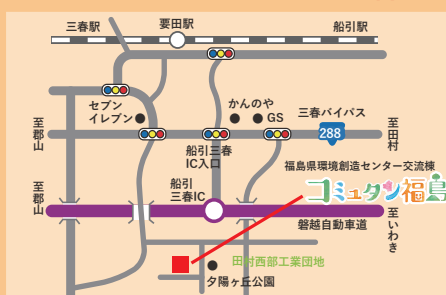 三春駅
要田駅
船引駅
セブン
イレブン
かんのや
GS
三春バイパス
288
至郡山
至田村
船引三春
IC入口
福島県環境創造センター交流棟
コミュタン福島
船引
三春IC
至郡山
磐越自動車道
至いわき
田村西部工業団地
夕陽ヶ丘公園